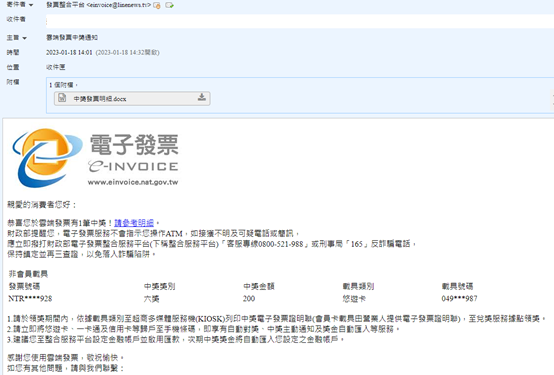 寄件者 發票整合平台 <einvoice@linenews.tv>
收件者
主旨 雲端發票中獎通知
時間 2023-01-18 14:01 (2023-01-18 14:32開啟)
位置 收件匣
附檔 1 個附檔，
中獎發票明細.docx
電子發票
e-INVOICE
www.einvoice.nat.gov.tw
親愛的消費者您好：
恭喜您於雲端發票有1筆中獎！請參考明細。
財政部提醒您，電子發票服務不會指示您操作ATM，如接獲不明及可疑電話或簡訊，
應立即撥打財政部電子發票整合服務平台(下稱整合服務平台)「客服專線0800-521-988」或刑事局「165」反詐騙電話，
保持鎮定並再三查證，以免落入詐騙陷阱。
非會員載具
發票號碼 中獎獎別 中獎金額 載具類別 載具號碼
NTR****928 六獎 200 悠遊卡 049***987
1.請於領獎期間內，依據載具類別至超商多媒體服務機(KIOSK)列印中獎電子發票證明聯(會員卡載具由營業人提供電子發票證明聯)，至兌獎服務據點領獎。
2.請立即將悠遊卡、一卡通及信用卡等歸戶至手機條碼，即享有自動對獎、中獎主動通知及獎金自動匯入等服務。
3.建議您至整合服務平台設定金融帳戶並啟用匯款，次期中獎獎金將自動匯入您設定之金融帳戶。
感謝您使用雲端發票，敬祝愉快。
如您有其他問題，請與我們聯繫：